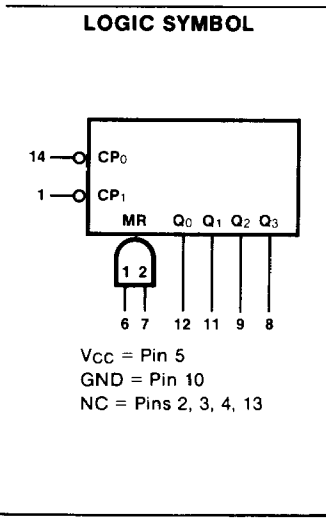 LOGIC SYMBOL
14 CP0
1 CP1
MR Q0 Q1 Q2 Q3
1 2
6 7 12 11 9 8
VCC = Pin 5
GND = Pin 10
NC = Pins 2, 3, 4, 13